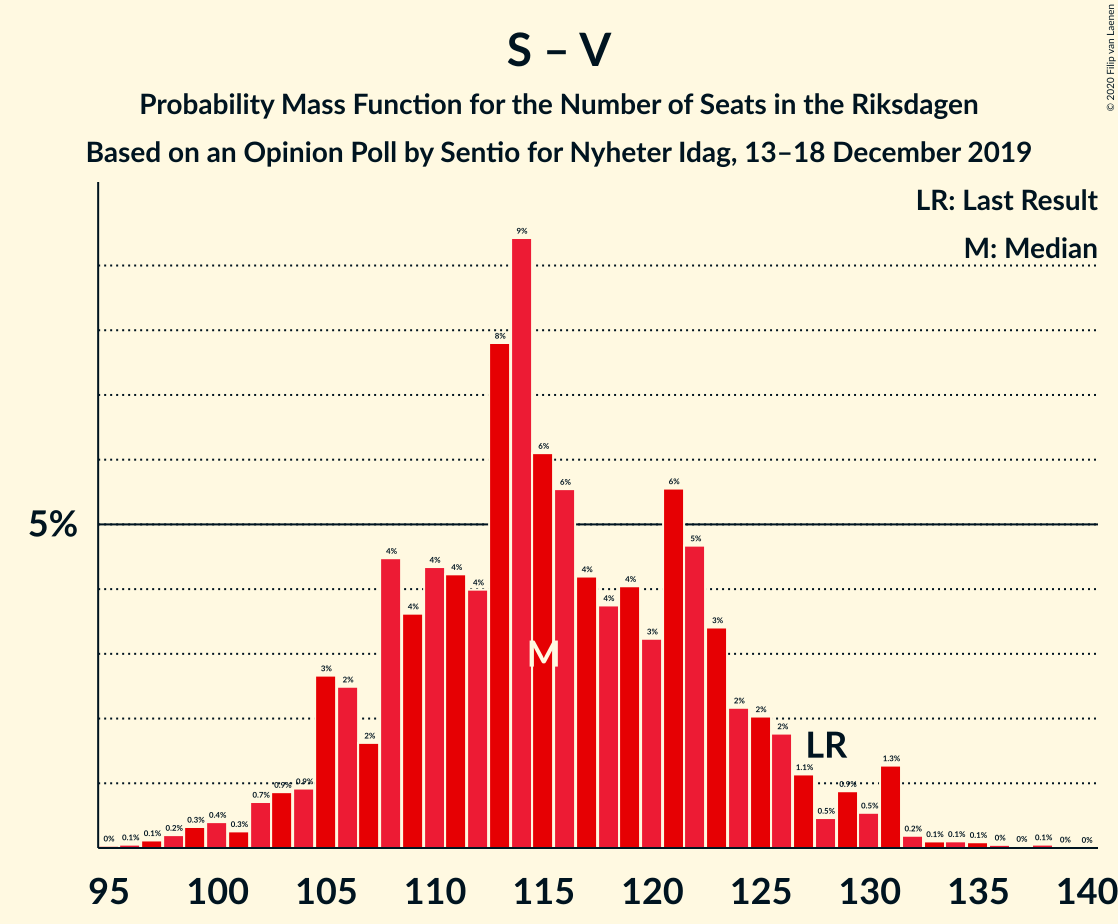 © 2020 Filip van Laenen
S – V
Probability Mass Function for the Number of Seats in the Riksdagen
Based on an Opinion Poll by Sentio for Nyheter Idag, 13–18 December 2019
LR: Last Result
M: Median
5%
0% 0.1% 0.1% 0.2% 0.3% 0.4% 0.3% 0.7% 0.9% 0.9% 3% 2% 2% 4% 4% 4% 4% 4% 8% 9% 6% 6% 4% 4% 4% 3% 6% 5% 3% 2% 2% 2% 1.1% 0.5% 0.9% 0.5% 1.3% 0.2% 0.1% 0.1% 0.1% 0% 0% 0.1% 0% 0%
M
LR
95 100 105 110 115 120 125 130 135 140